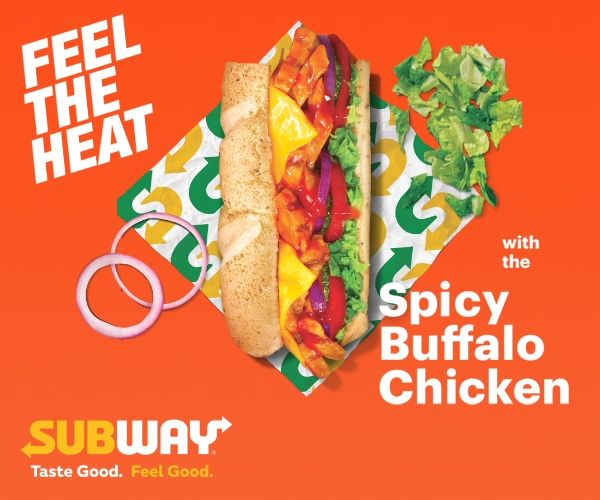 FEEL
THE
HEAT
with
the
Spicy
Buffalo
Chicken
SUBWAY®
Taste Good. Feel Good.